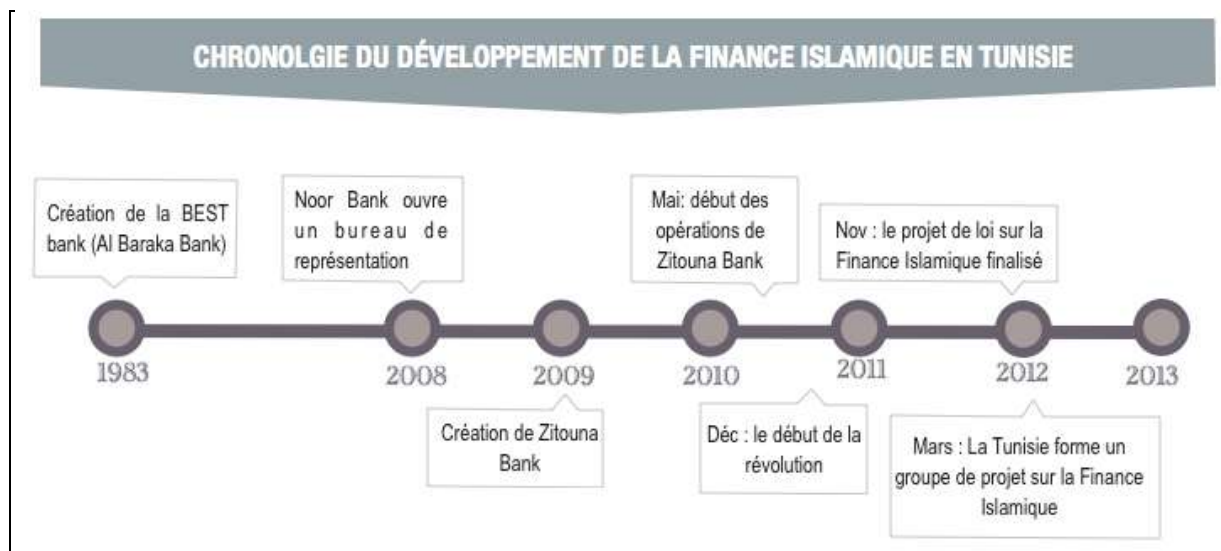 CHRONOLGIE DU DÉVELOPPEMENT DE LA FINANCE ISLAMIQUE EN TUNISIE
Création de la BEST
bank (Al Baraka Bank)
Noor Bank ouvre
un bureau de
représentation
Mai: début des
opérations de
Zitouna Bank
Nov : le projet de loi sur la
Finance Islamique finalisé
1983
2008
2009
2010
2011
2012
2013
Création de Zitouna
Bank
Déc : le début de la
révolution
Mars : La Tunisie forme un
groupe de projet sur la Finance
Islamique